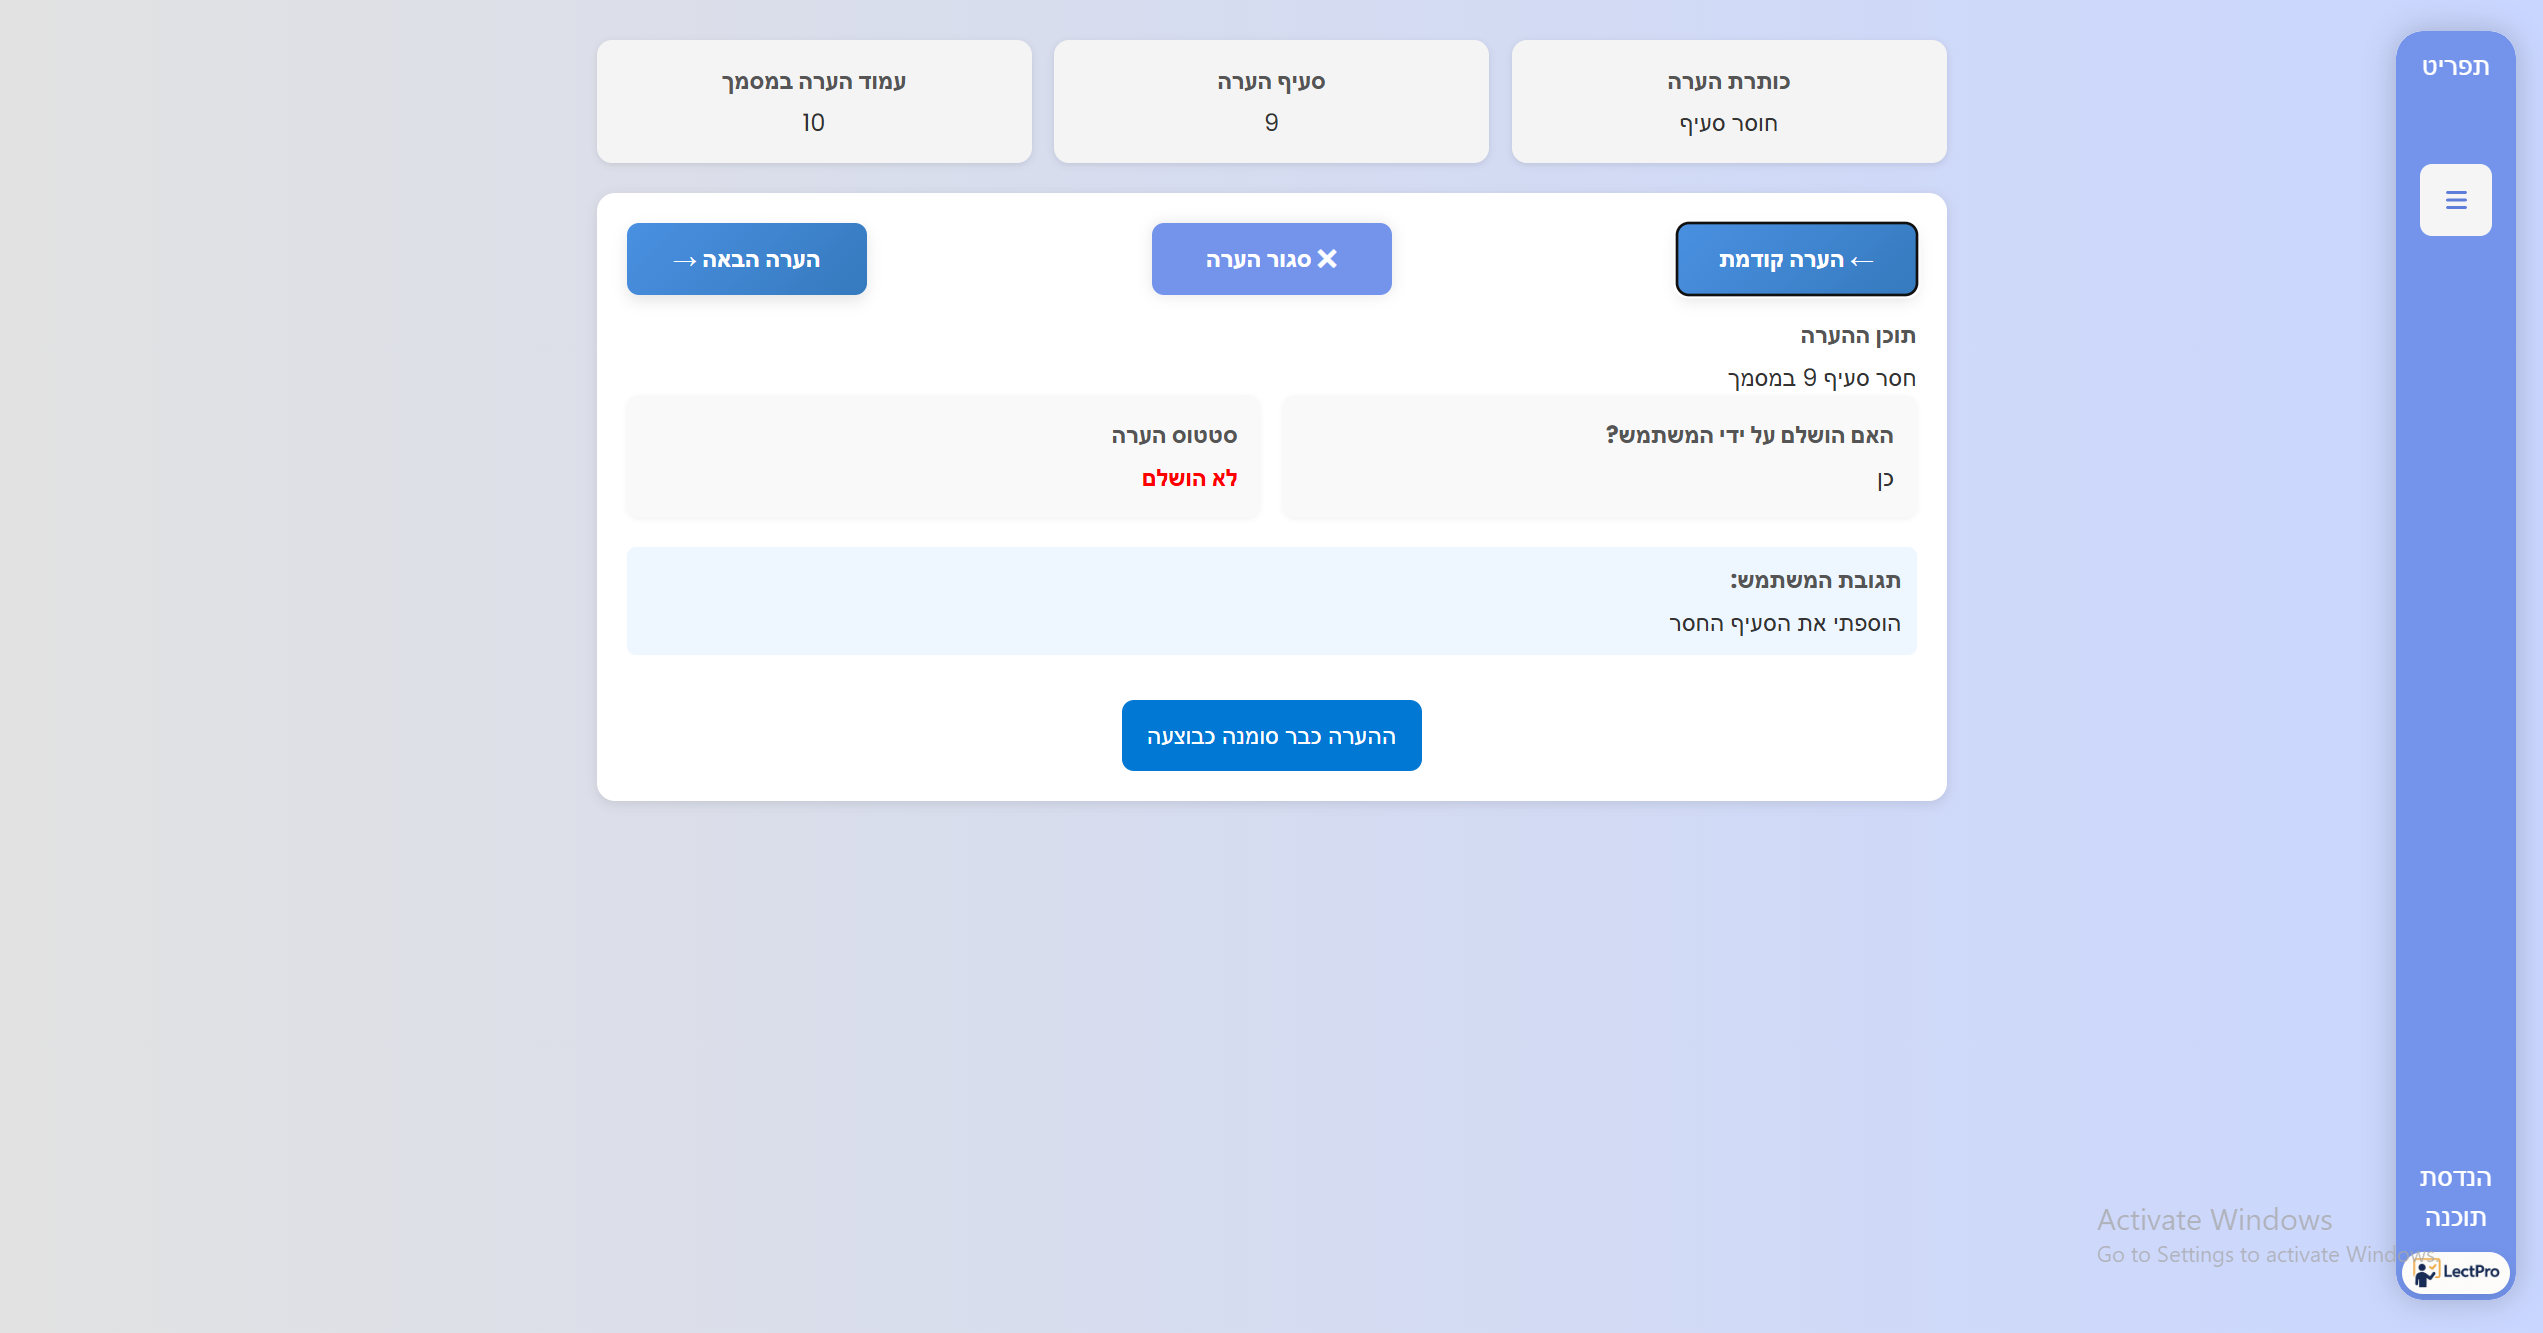 תפריט
כותרת הערה
חוסר סעיף
סעיף הערה
9
עמוד הערה במסמך
10
← הערה קודמת
❌ סגור הערה
הערה הבאה →
תוכן ההערה
חסר סעיף 9 במסמך
האם הושלם על ידי המשתמש?
כן
סטטוס הערה
לא הושלם
תגובת המשתמש:
הוספתי את הסעיף החסר
ההערה כבר סומנה כבוצעה
הנדסת
תוכנה
Activate Windows
Go to Settings to activate Windows.
LectPro